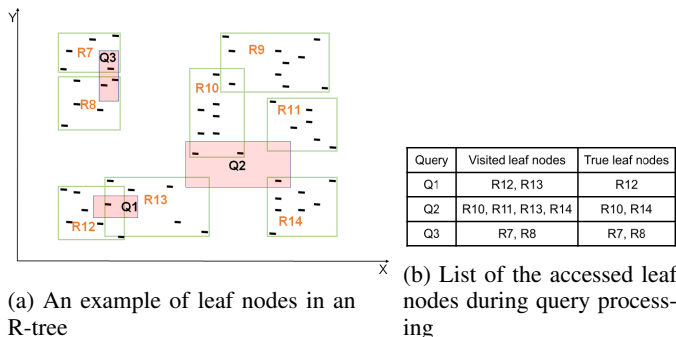 Y
R7
Q3
R9
R8
R10
R11
Q2
R13
Q1
R12
R14
X
(a) An example of leaf nodes in an
R-tree
Query Visited leaf nodes True leaf nodes
Q1 R12, R13 R12
Q2 R10, R11, R13, R14 R10, R14
Q3 R7, R8 R7, R8
(b) List of the accessed leaf
nodes during query process-
ing